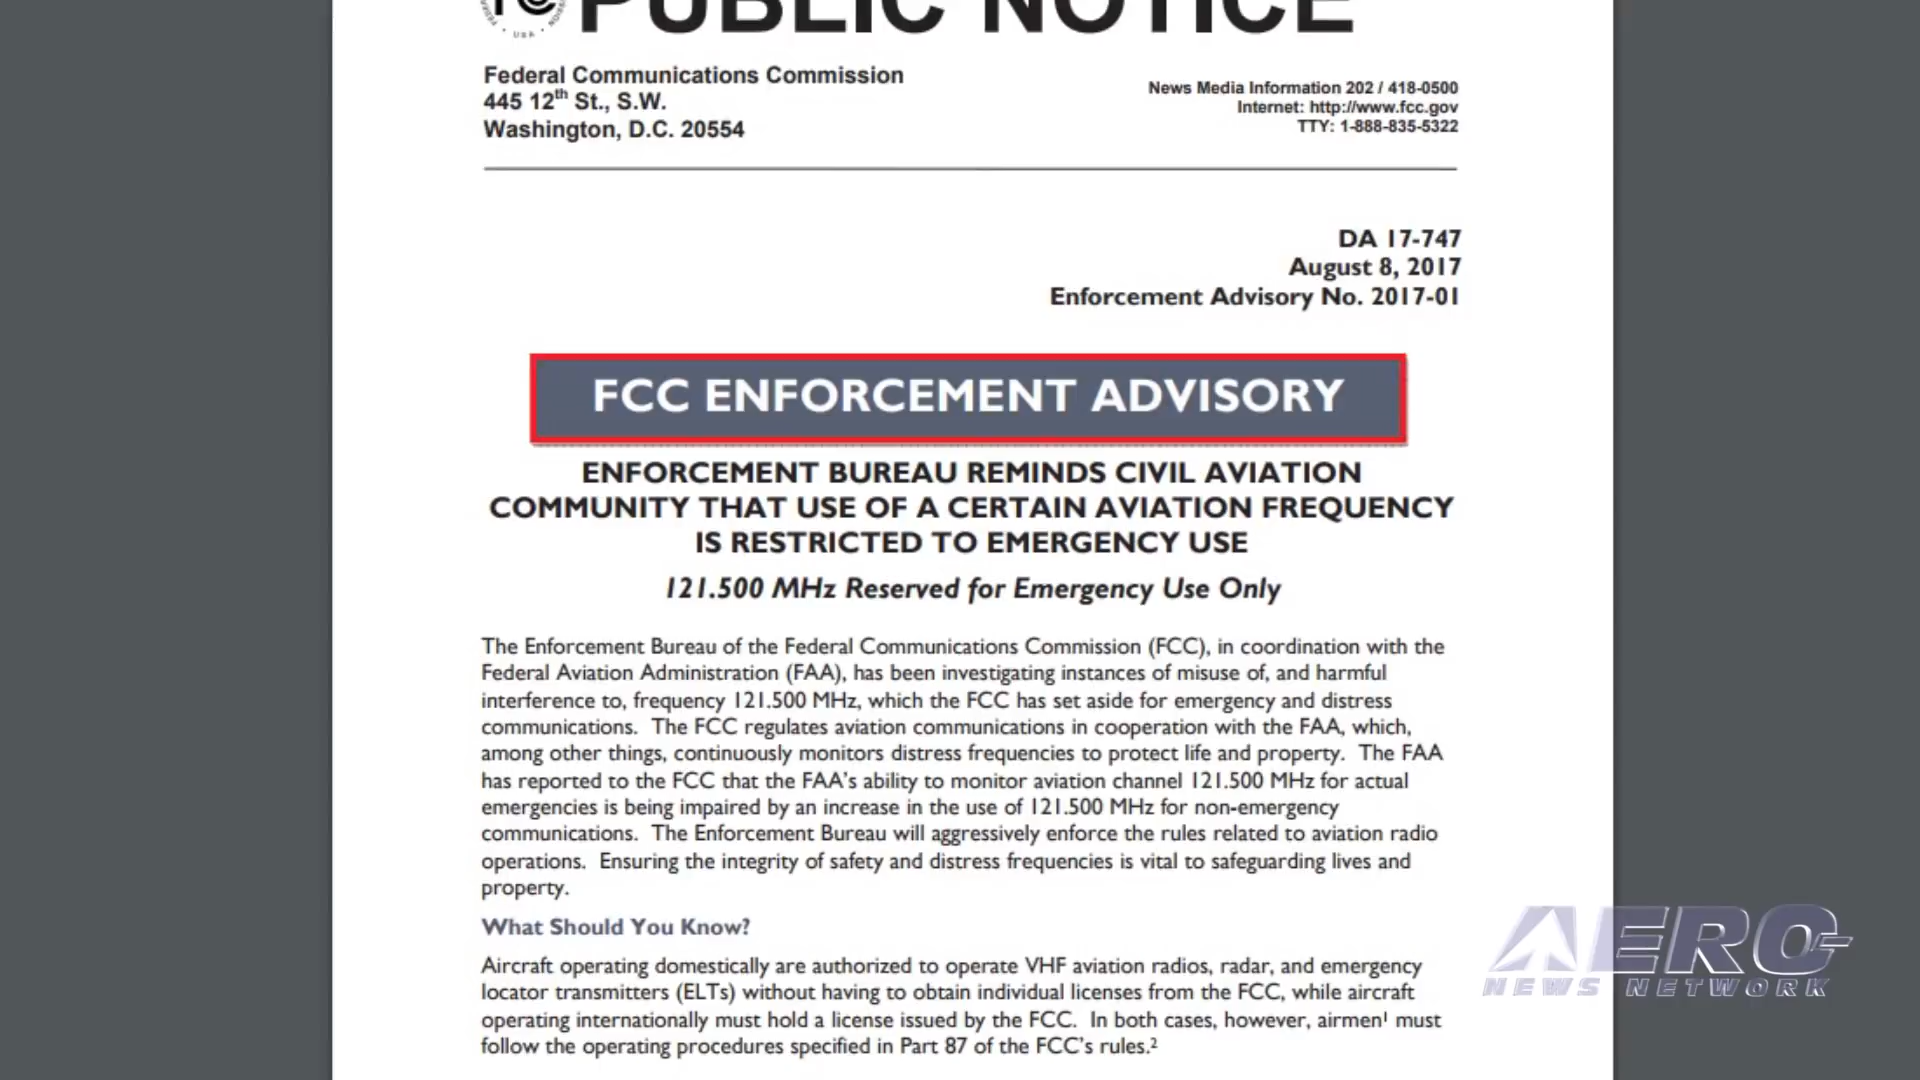 PUBLIC NOTICE
Federal Communications Commission
445 12th St., S.W.
Washington, D.C. 20554
News Media Information 202 / 418-0500
Internet: http://www.fcc.gov
TTY: 1-888-835-5322
DA 17-747
August 8, 2017
Enforcement Advisory No. 2017-01
FCC ENFORCEMENT ADVISORY
ENFORCEMENT BUREAU REMINDS CIVIL AVIATION
COMMUNITY THAT USE OF A CERTAIN AVIATION FREQUENCY
IS RESTRICTED TO EMERGENCY USE
121.500 MHz Reserved for Emergency Use Only
The Enforcement Bureau of the Federal Communications Commission (FCC), in coordination with the
Federal Aviation Administration (FAA), has been investigating instances of misuse of, and harmful
interference to, frequency 121.500 MHz, which the FCC has set aside for emergency and distress
communications. The FCC regulates aviation communications in cooperation with the FAA, which,
among other things, continuously monitors distress frequencies to protect life and property. The FAA
has reported to the FCC that the FAA's ability to monitor aviation channel 121.500 MHz for actual
emergencies is being impaired by an increase in the use of 121.500 MHz for non-emergency
communications. The Enforcement Bureau will aggressively enforce the rules related to aviation radio
operations. Ensuring the integrity of safety and distress frequencies is vital to safeguarding lives and
property.
What Should You Know?
Aircraft operating domestically are authorized to operate VHF aviation radios, radar, and emergency
locator transmitters (ELTs) without having to obtain individual licenses from the FCC, while aircraft
operating internationally must hold a license issued by the FCC. In both cases, however, airmen¹ must
follow the operating procedures specified in Part 87 of the FCC's rules.²
AERO-
NEWS NETWORK